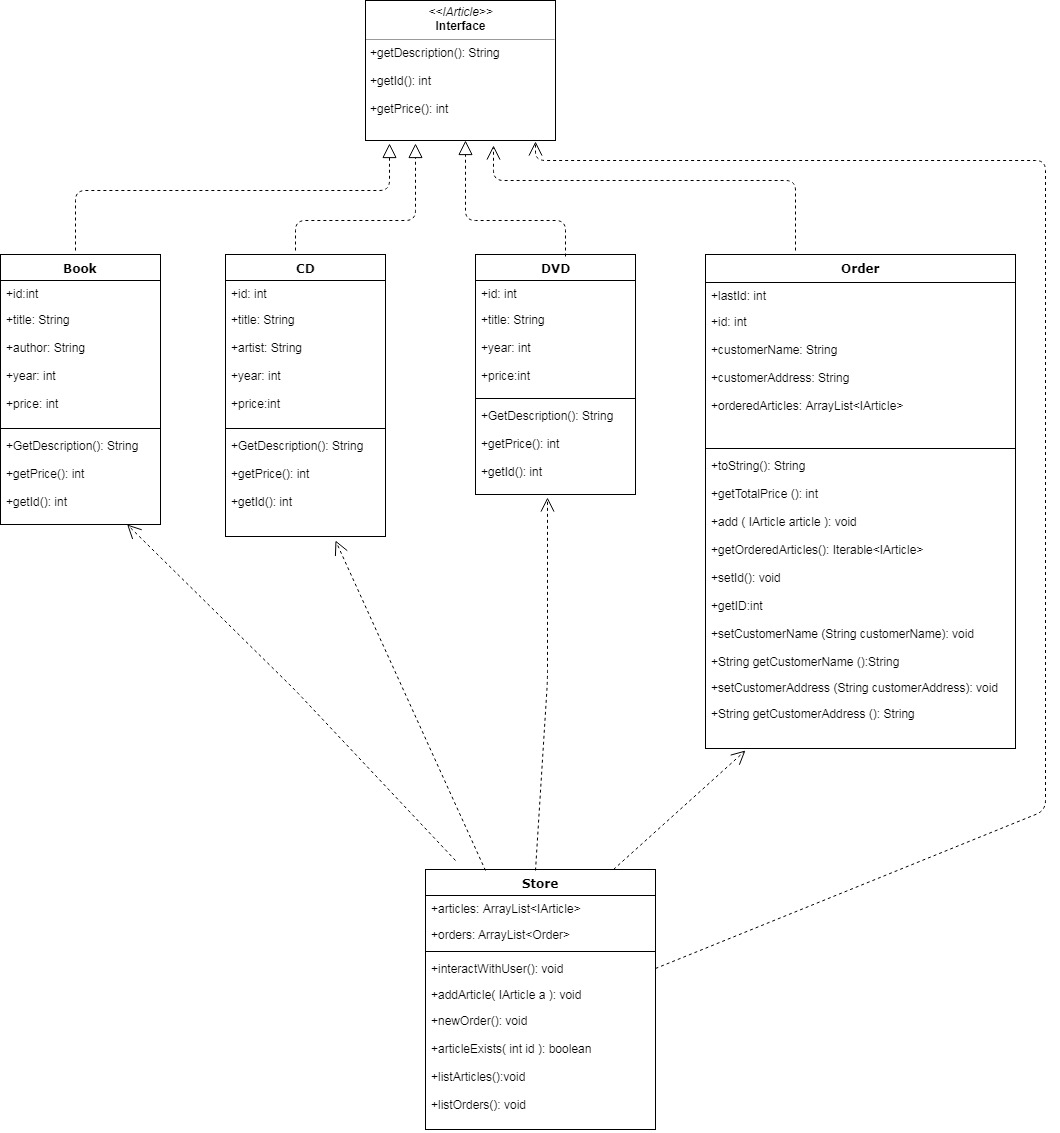 <<IArticle>>
Interface
+getDescription(): String
+getId(): int
+getPrice(): int
Book
+id:int
+title: String
+author: String
+year: int
+price: int
+GetDescription(): String
+getPrice(): int
+getId(): int
CD
+id: int
+title: String
+artist: String
+year: int
+price:int
+GetDescription(): String
+getPrice(): int
+getId(): int
DVD
+id: int
+title: String
+year: int
+price:int
+GetDescription(): String
+getPrice(): int
+getId(): int
Order
+lastId: int
+id: int
+customerName: String
+customerAddress: String
+orderedArticles: ArrayList<IArticle>
+toString(): String
+getTotalPrice (): int
+add ( IArticle article ): void
+getOrderedArticles(): Iterable<IArticle>
+setId(): void
+getID:int
+setCustomerName (String customerName): void
+String getCustomerName ():String
+setCustomerAddress (String customerAddress): void
+String getCustomerAddress (): String
Store
+articles: ArrayList<IArticle>
+orders: ArrayList<Order>
+interactWithUser(): void
+addArticle( IArticle a ): void
+newOrder(): void
+articleExists( int id ): boolean
+listArticles():void
+listOrders(): void